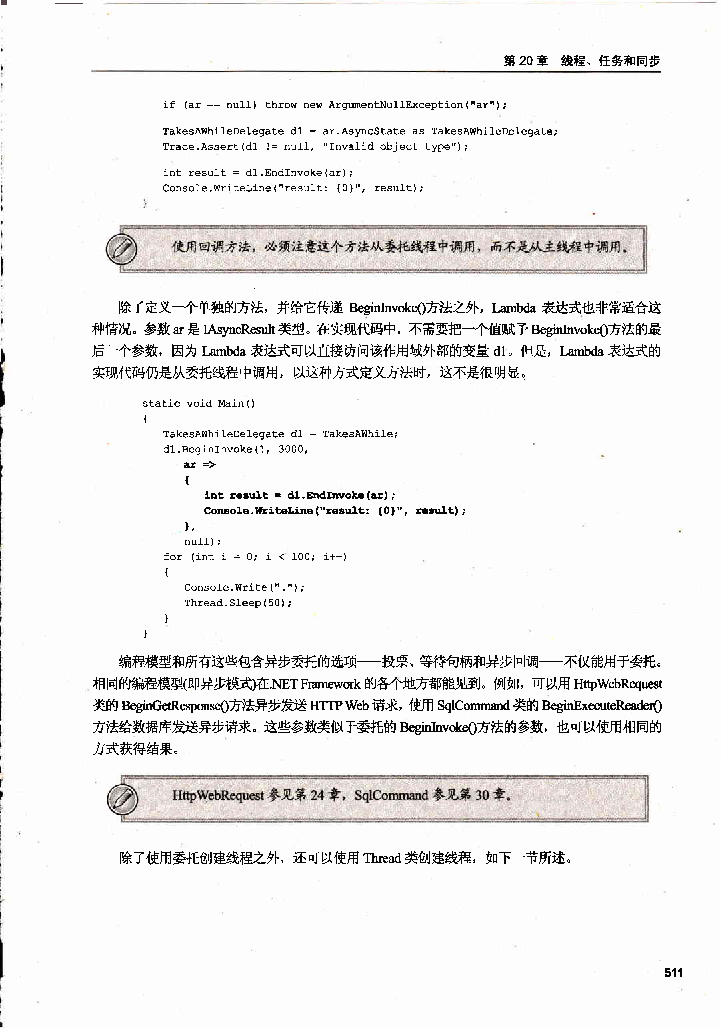 第 20 章 线程、任务和同步
if (ar == null) throw new ArgumentNullException("ar");
TakesAWhileDelegate d1 = ar.AsyncState as TakesAWhileDelegate;
Trace.Assert(d1 != null, "Invalid object type");
int result = d1.EndInvoke(ar);
Console.WriteLine("result: {0}", result);
}
使用回调方法，必须注意这个方法从委托线程中调用，而不是从主线程中调用。
除了定义一个单独的方法，并给它传递 BeginInvoke()方法之外，Lambda 表达式也非常适合这
种情况。参数 ar 是 IAsyncResult 类型。在实现代码中，不需要把一个值赋予 BeginInvoke()方法的最
后一个参数，因为 Lambda 表达式可以直接访问该作用域外部的变量 d1。但是，Lambda 表达式的
实现代码仍是从委托线程中调用，以这种方式定义方法时，这不是很明显。
static void Main()
{
TakesAWhileDelegate d1 = TakesAWhile;
d1.BeginInvoke(1, 3000,
ar =>
{
int result = d1.EndInvoke(ar);
Console.WriteLine("result: {0}", result);
},
null);
for (int i = 0; i < 100; i++)
{
Console.Write(".");
Thread.Sleep(50);
}
}
编程模型和所有这些包含异步委托的选项——投票、等待句柄和异步回调——不仅能用于委托。
相同的编程模型(即异步模式)在.NET Framework 的各个地方都能见到。例如，可以用 HttpWebRequest
类的 BeginGetResponse()方法异步发送 HTTP Web 请求，使用 SqlCommand 类的 BeginExecuteReader()
方法给数据库发送异步请求。这些参数类似于委托的 BeginInvoke()方法的参数，也可以使用相同的
方式获得结果。
HttpWebRequest 参见第 24 章，SqlCommand 参见第 30 章。
除了使用委托创建线程之外，还可以使用 Thread 类创建线程，如下一节所述。
511